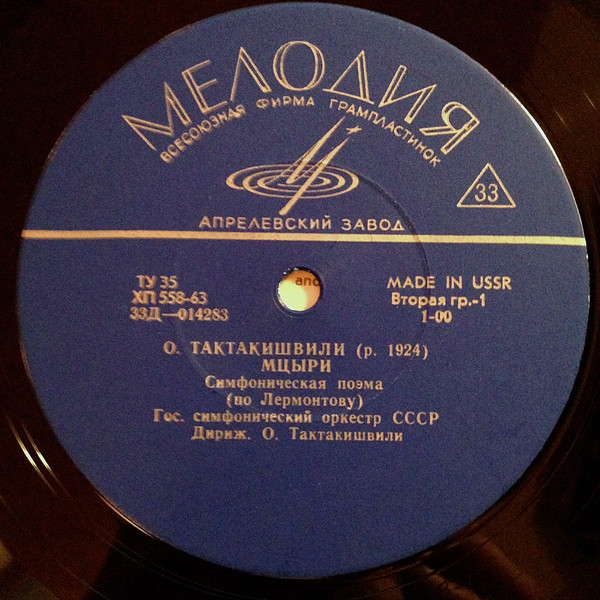 МЕЛОДИЯ
ВСЕСОЮЗНАЯ ФИРМА ГРАМПЛАСТИНОК
33
АПРЕЛЕВСКИЙ ЗАВОД
ТУ 35
ХП 558-63
33Д—014283
and
MADE IN USSR
Вторая гр.-1
1-00
О. ТАКТАКИШВИЛИ (р. 1924)
МЦЫРИ
Симфоническая поэма
(по Лермонтову)
Гос. симфонический оркестр СССР
Дириж. О. Тактакишвили